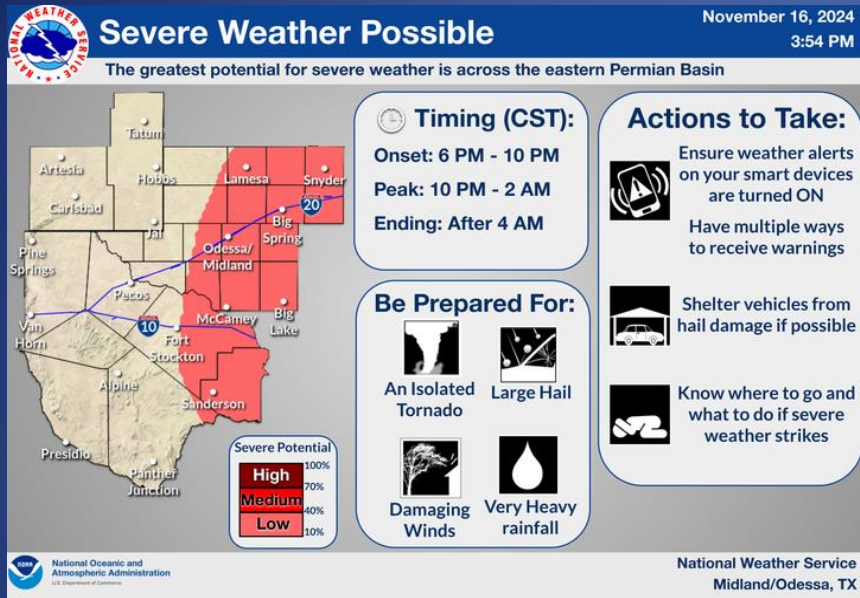 NATIONAL WEATHER SERVICE
Severe Weather Possible
November 16, 2024
3:54 PM
The greatest potential for severe weather is across the eastern Permian Basin
Tatum
Artesia
Hobbs
Lamesa
Snyder
Carlsbad
20
Jal
Big
Spring
Odessa/
Midland
Pine
Springs
Pecos
Van
Horn
10
McCamey
Big
Lake
Fort
Stockton
Alpine
Sanderson
Presidio
Panther
Junction
Severe Potential
High
Medium
Low
100%
70%
40%
10%
Timing (CST):
Onset: 6 PM - 10 PM
Peak: 10 PM - 2 AM
Ending: After 4 AM
Be Prepared For:
An Isolated
Tornado
Large Hail
Damaging
Winds
Very Heavy
rainfall
Actions to Take:
Ensure weather alerts
on your smart devices
are turned ON
Have multiple ways
to receive warnings
Shelter vehicles from
hail damage if possible
Know where to go and
what to do if severe
weather strikes
NOAA
National Oceanic and
Atmospheric Administration
U.S. Department of Commerce
National Weather Service
Midland/Odessa, TX